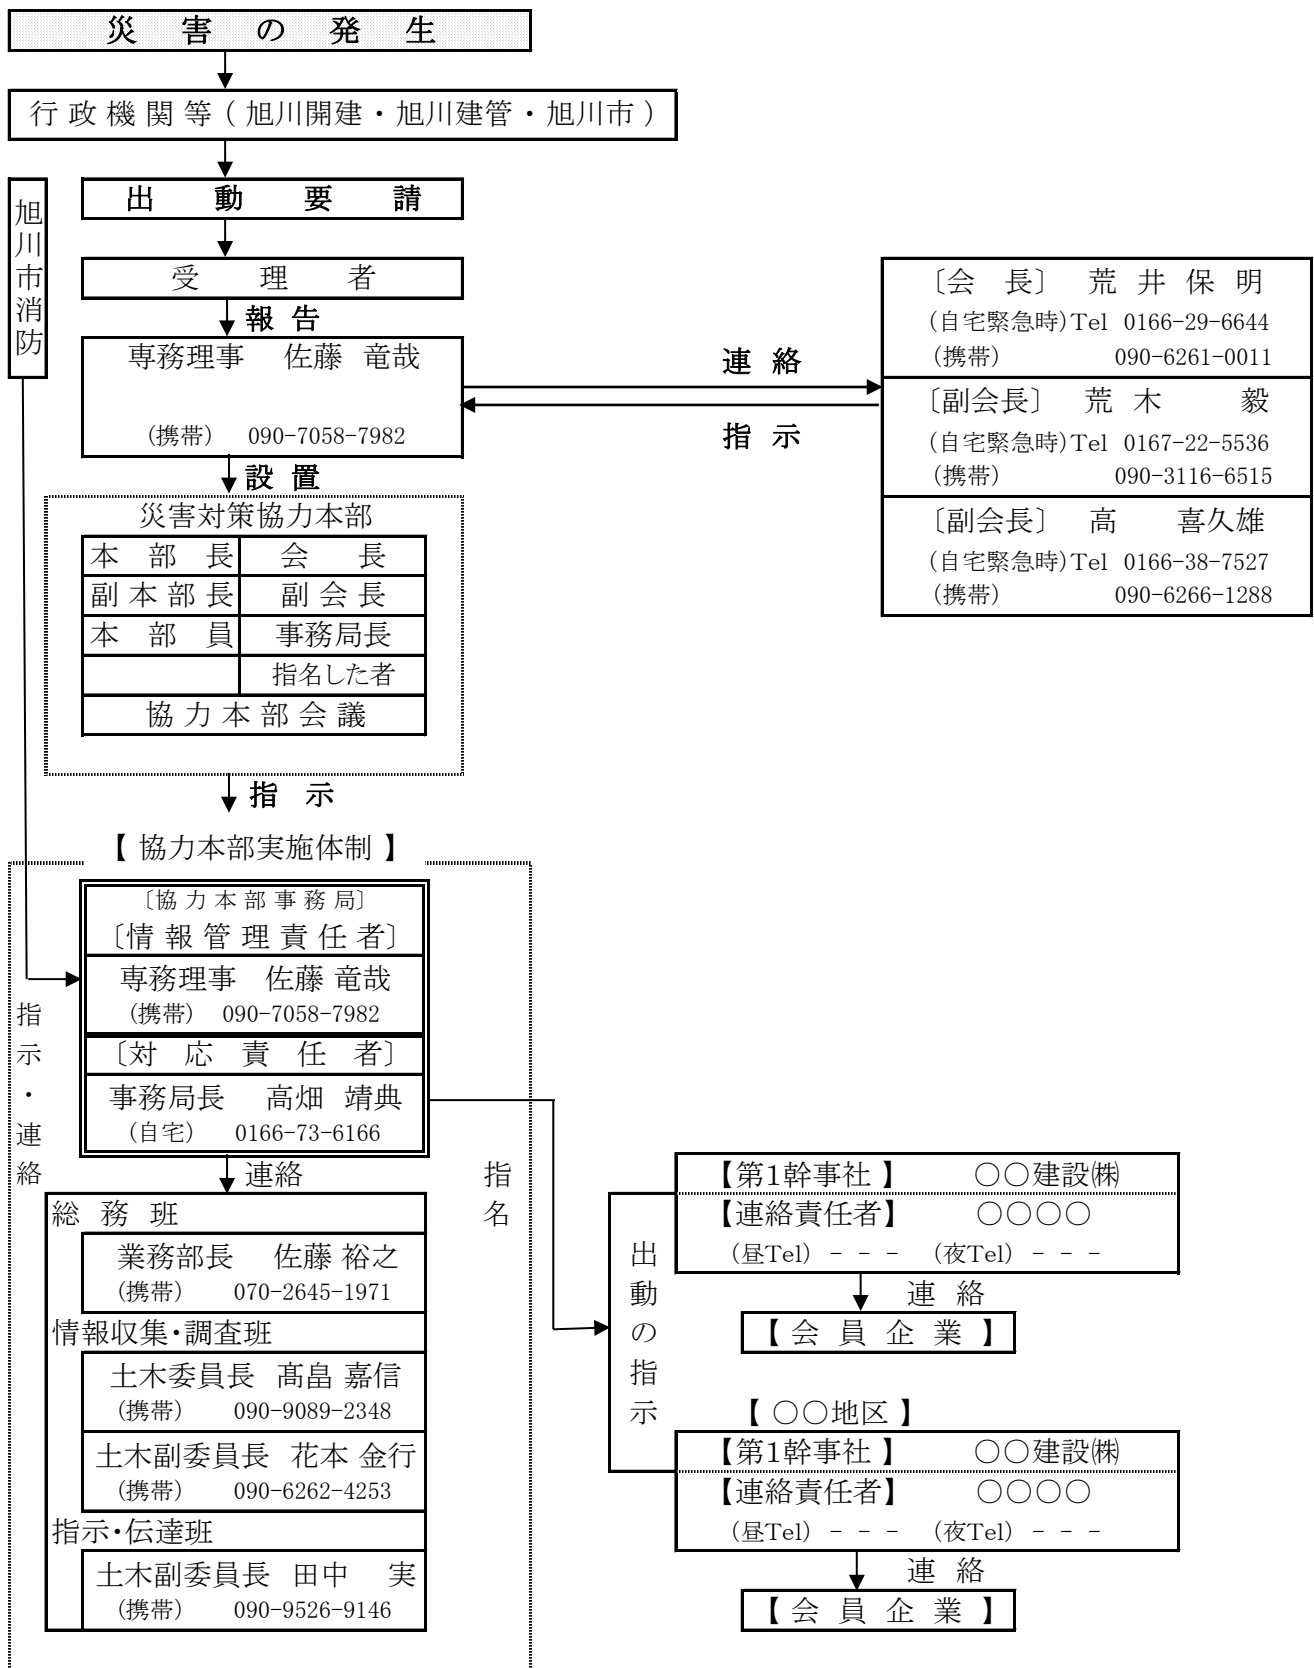 災害の発生
行政機関等(旭川開建・旭川建管・旭川市)
出動要請
旭川市消防
受理者
報告
専務理事 佐藤 竜哉
(携帯) 090-7058-7982
連絡
指示
〔会 長〕 荒井保明
(自宅緊急時)Tel 0166-29-6644
(携帯) 090-6261-0011
〔副会長〕 荒木 毅
(自宅緊急時)Tel 0167-22-5536
(携帯) 090-3116-6515
〔副会長〕 高 喜久雄
(自宅緊急時)Tel 0166-38-7527
(携帯) 090-6266-1288
設置
災害対策協力本部
本部長 会長
副本部長 副会長
本部員 事務局長
指名した者
協力本部会議
指示
【 協力本部実施体制 】
〔協力本部事務局〕
〔情報管理責任者〕
専務理事 佐藤 竜哉
(携帯) 090-7058-7982
〔対応責任者〕
事務局長 高畑 靖典
(自宅) 0166-73-6166
指示・連絡
連絡
指名
総務班
業務部長 佐藤 裕之
(携帯) 070-2645-1971
情報収集・調査班
土木委員長 髙畠 嘉信
(携帯) 090-9089-2348
土木副委員長 花本 金行
(携帯) 090-6262-4253
指示・伝達班
土木副委員長 田中 実
(携帯) 090-9526-9146
出動の指示
【第1幹事社 】 ○○建設㈱
【連絡責任者】 ○○○○
(昼Tel) - - - (夜Tel) - - -
連絡
【 会員企業 】
【 ○○地区 】
【第1幹事社 】 ○○建設㈱
【連絡責任者】 ○○○○
(昼Tel) - - - (夜Tel) - - -
連絡
【 会員企業 】